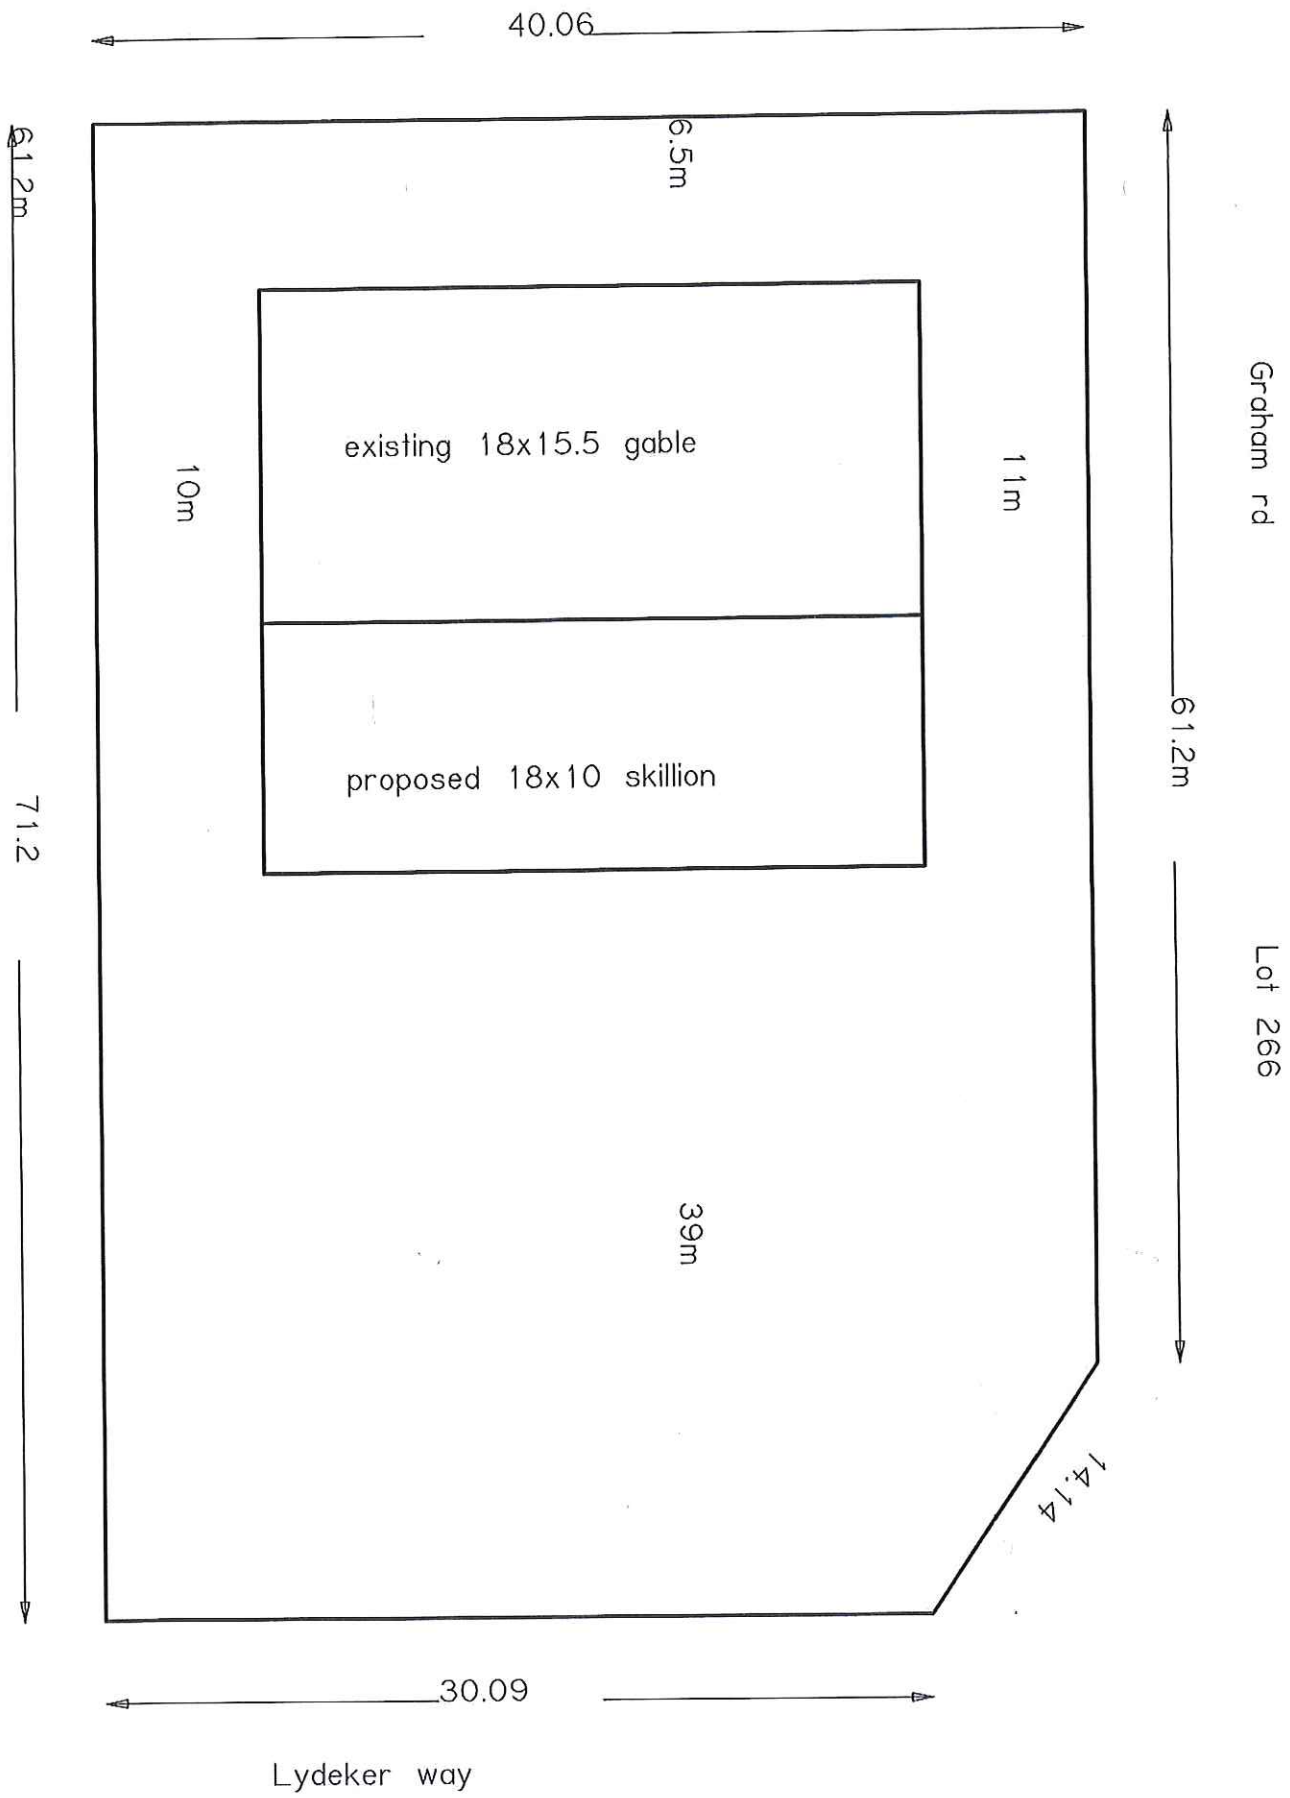 40.06
61.2m
6.5m
Graham rd
existing 18x15.5 gable
10m
11m
61.2m
proposed 18x10 skillion
71.2
Lot 266
39m
14.14
30.09
Lydeker way